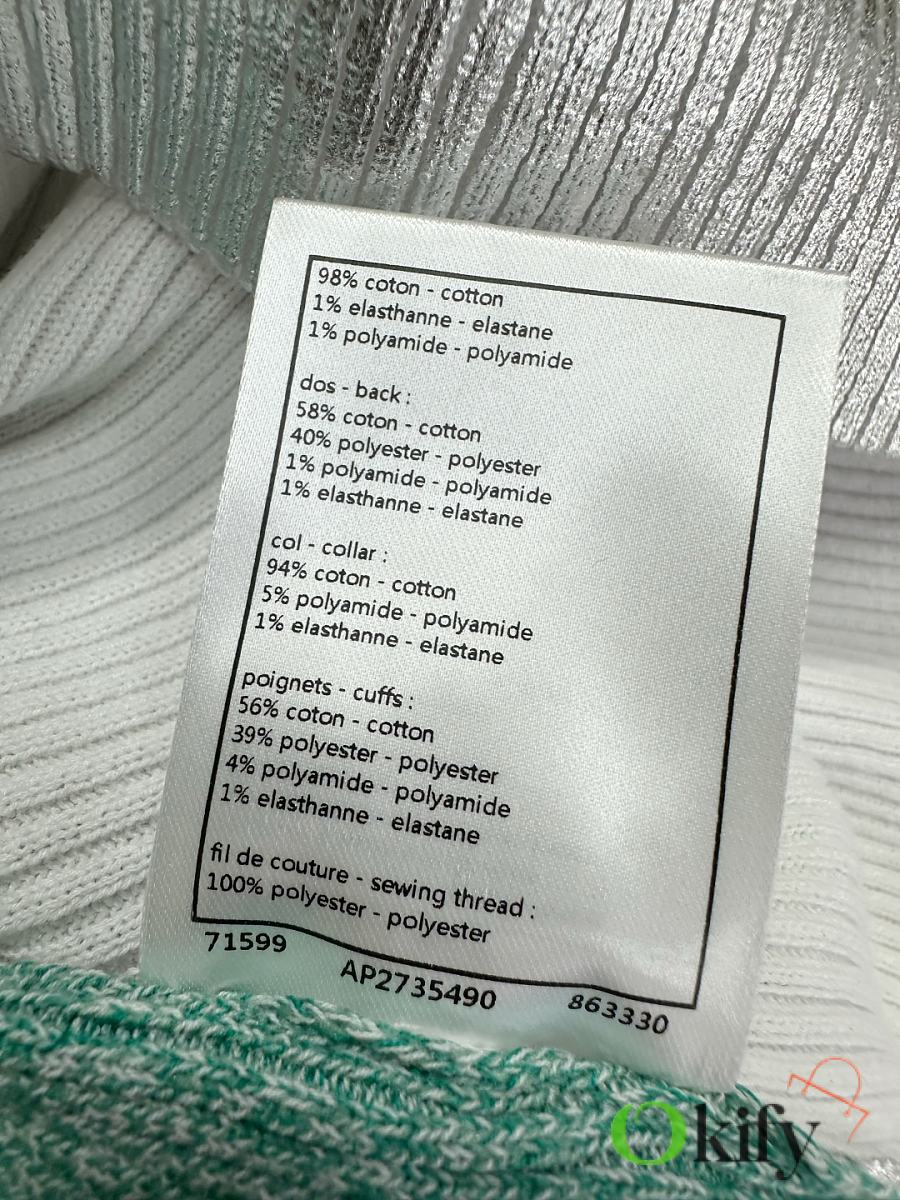 98% coton - cotton
1% elasthanne - elastane
1% polyamide - polyamide
dos - back :
58% coton - cotton
40% polyester - polyester
1% polyamide - polyamide
1% elasthanne - elastane
col - collar :
94% coton - cotton
5% polyamide - polyamide
1% elasthanne - elastane
poignets - cuffs :
56% coton - cotton
39% polyester - polyester
4% polyamide - polyamide
1% elasthanne - elastane
fil de couture - sewing thread :
100% polyester - polyester
71599 AP2735490 863330
Okify